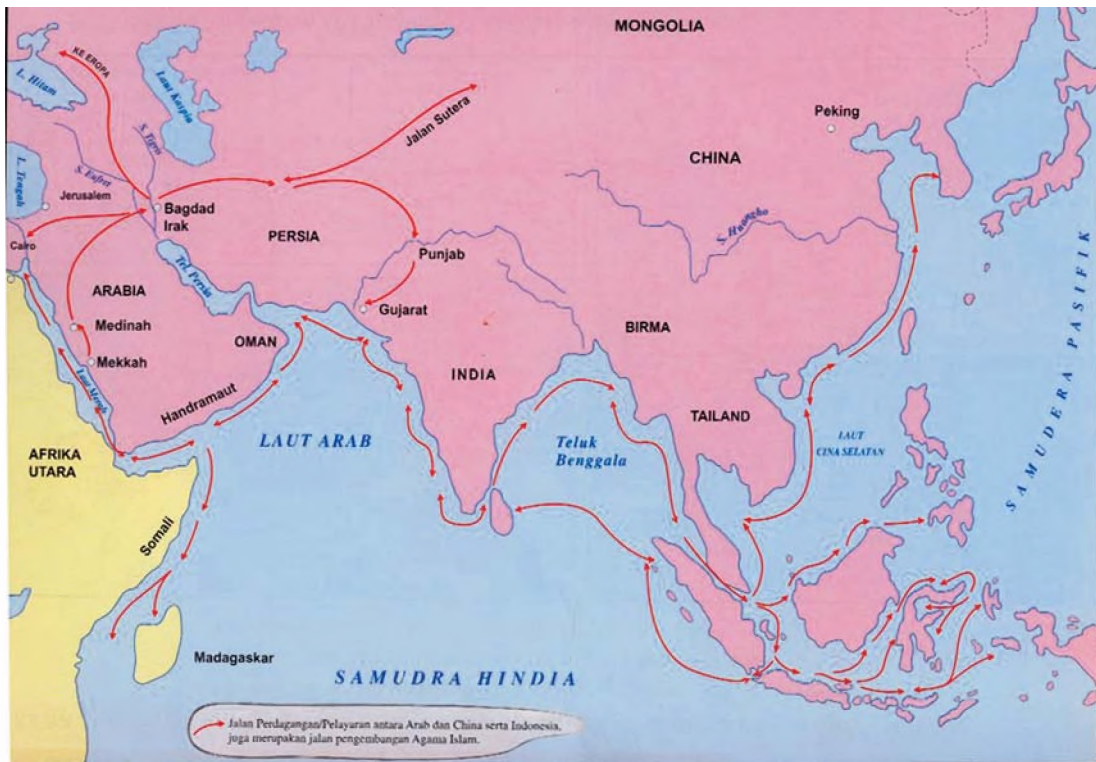 MONGOLIA
KE EROPA
L. Hitam
Laut Kaspia
Jalan Sutera
Peking
CHINA
S. Tigris
S. Eufrat
L. Tengah
Jerusalem
Bagdad
Irak
Cairo
PERSIA
Punjab
S. Huangho
Tel. Persia
ARABIA
Gujarat
Medinah
OMAN
BIRMA
Mekkah
INDIA
Laut Merah
Handramaut
TAILAND
SAMUDERA PASIFIK
LAUT ARAB
Teluk
Benggala
LAUT
CINA SELATAN
AFRIKA
UTARA
Somali
Madagaskar
SAMUDRA HINDIA
Jalan Perdagangan/Pelayaran antara Arab dan China serta Indonesia,
juga merupakan jalan pengembangan Agama Islam.